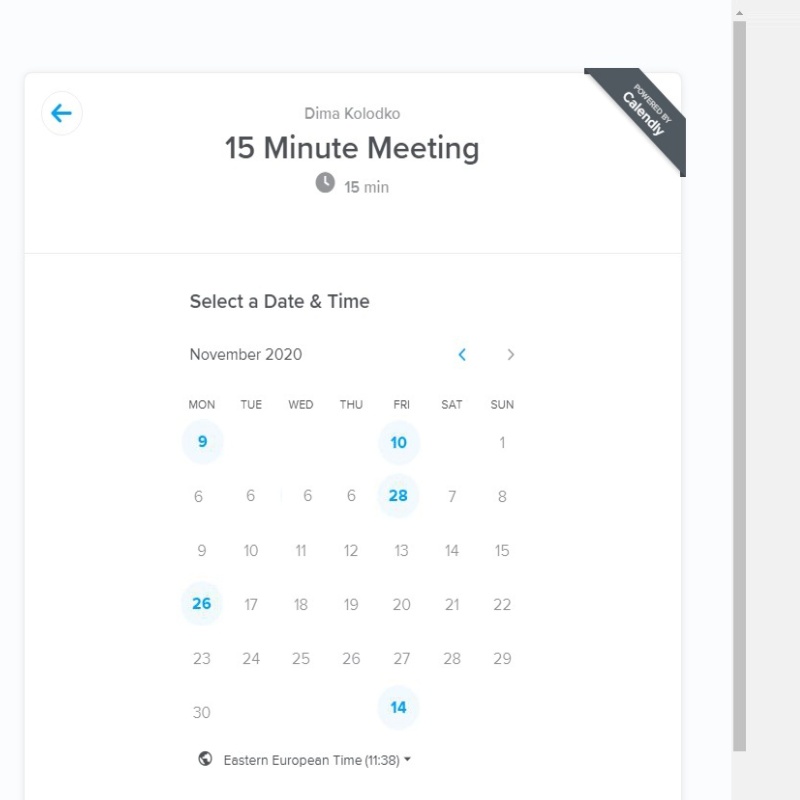 POWERED BY
Calendly
Dima Kolodko
15 Minute Meeting
15 min
Select a Date & Time
November 2020
MON TUE WED THU FRI SAT SUN
9 10 1
6 6 6 6 28 7 8
9 10 11 12 13 14 15
26 17 18 19 20 21 22
23 24 25 26 27 28 29
30 14
Eastern European Time (11:38)